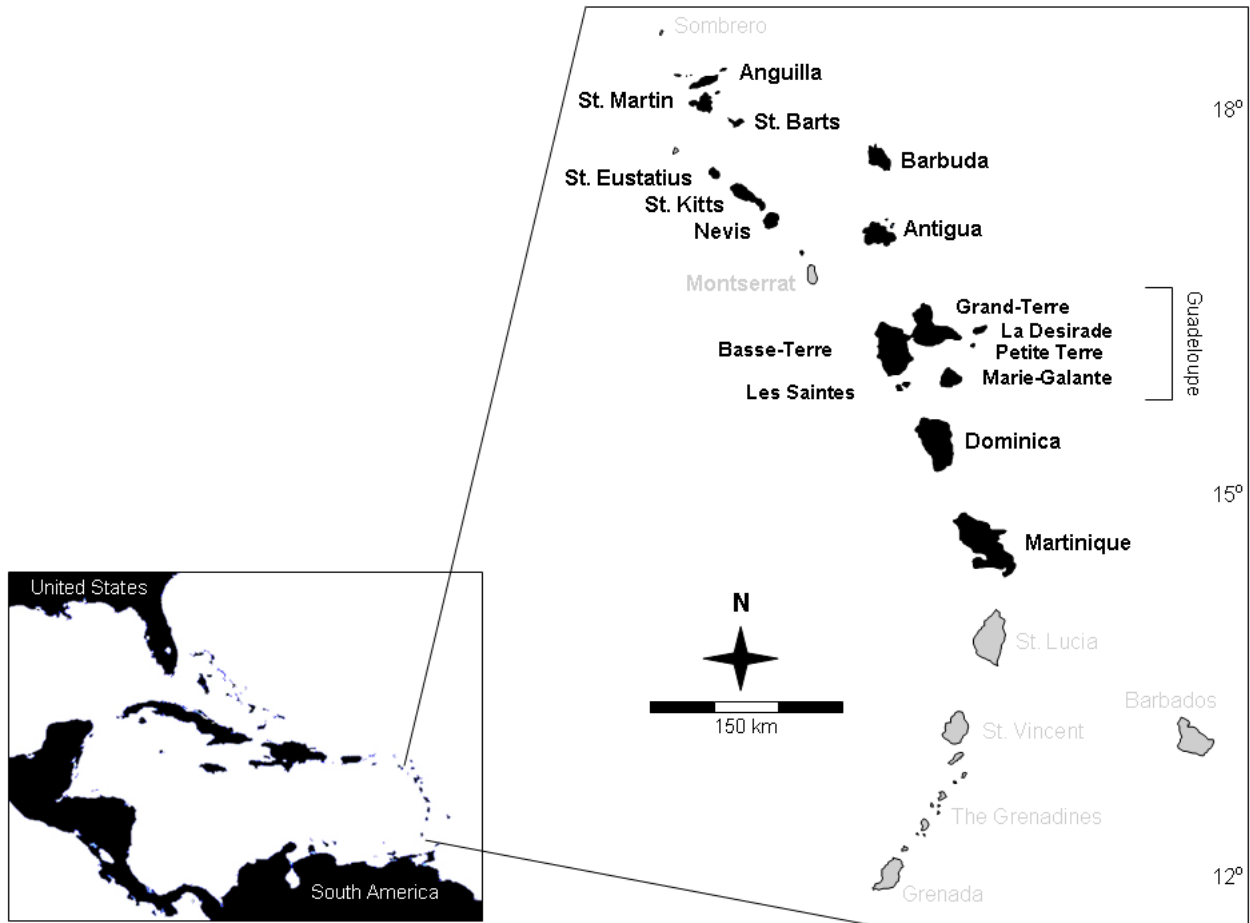 Sombrero
Anguilla
St. Martin
St. Barts
18º
Barbuda
St. Eustatius
St. Kitts
Nevis
Antigua
Montserrat
Grand-Terre
La Desirade
Petite Terre
Basse-Terre
Marie-Galante
Les Saintes
Guadeloupe
Dominica
15º
Martinique
N
150 km
St. Lucia
Barbados
St. Vincent
The Grenadines
Grenada
12º
United States
South America